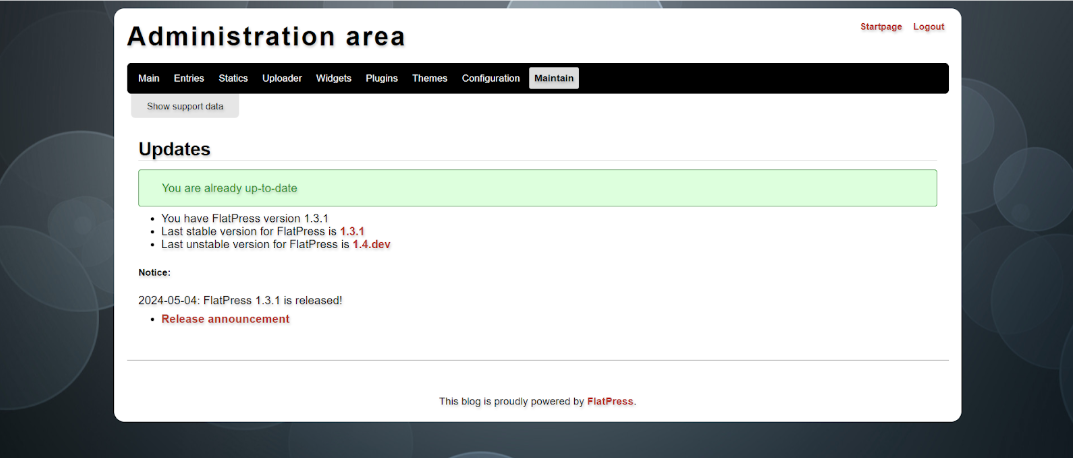 Administration area
Startpage Logout
Main Entries Statics Uploader Widgets Plugins Themes Configuration Maintain
Show support data
Updates
You are already up-to-date
You have FlatPress version 1.3.1
Last stable version for FlatPress is 1.3.1
Last unstable version for FlatPress is 1.4.dev
Notice:
2024-05-04: FlatPress 1.3.1 is released!
Release announcement
This blog is proudly powered by FlatPress.